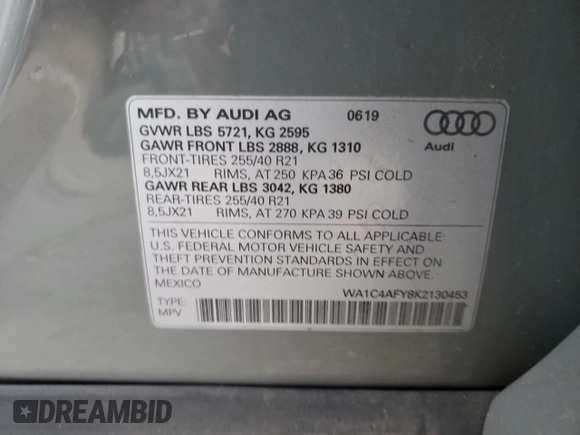 MFD. BY AUDI AG 0619
GVWR LBS 5721, KG 2595
GAWR FRONT LBS 2888, KG 1310
Audi
FRONT-TIRES 255/40 R21
8,5JX21 RIMS, AT 250 KPA 36 PSI COLD
GAWR REAR LBS 3042, KG 1380
REAR-TIRES 255/40 R21
8,5JX21 RIMS, AT 270 KPA 39 PSI COLD
THIS VEHICLE CONFORMS TO ALL APPLICABLE
U.S. FEDERAL MOTOR VEHICLE SAFETY AND
THEFT PREVENTION STANDARDS IN EFFECT ON
THE DATE OF MANUFACTURE SHOWN ABOVE.
MEXICO
WA1C4AFY8K2130453
TYPE:
MPV
DREAMBID